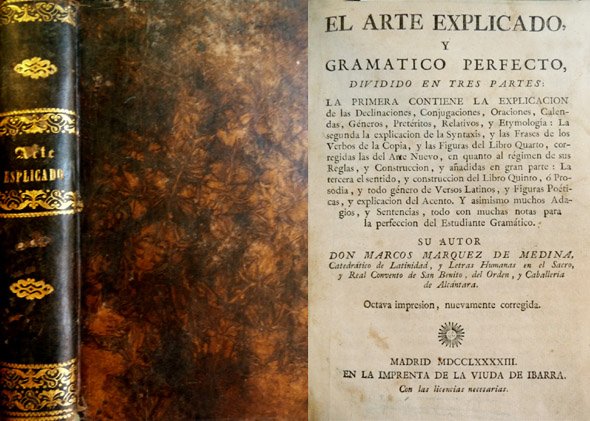 Arte
ESPLICADO
EL ARTE EXPLICADO,
Y
GRAMATICO PERFECTO,
DIVIDIDO EN TRES PARTES:
LA PRIMERA CONTIENE LA EXPLICACION
de las Declinaciones, Conjugaciones, Oraciones, Calen-
das, Géneros, Pretéritos, Relativos, y Etymología: La
segunda la explicacion de la Syntaxis, y las Frases de los
Verbos de la Copia, y las Figuras del Libro Quarto, cor-
regidas las del Arte Nuevo, en quanto al régimen de sus
Reglas, y Construccion, y añadidas en gran parte: La
tercera el sentido, y construccion del Libro Quinto, ó Pro-
sodia, y todo género de Versos Latinos, y Figuras Poéti-
cas, y explicacion del Acento. Y asimismo muchos Ada-
gios, y Sentencias, todo con muchas notas para
la perfeccion del Estudiante Gramático.
SU AUTOR
DON MARCOS MARQUEZ DE MEDINA,
Catedrático de Latinidad, y Letras Humanas en el Sacro,
y Real Convento de San Benito, del Orden, y Caballería
de Alcántara.
Octava impresion, nuevamente corregida.
MADRID MDCCLXXXXIII.
EN LA IMPRENTA DE LA VIUDA DE IBARRA.
Con las licencias necesarias.